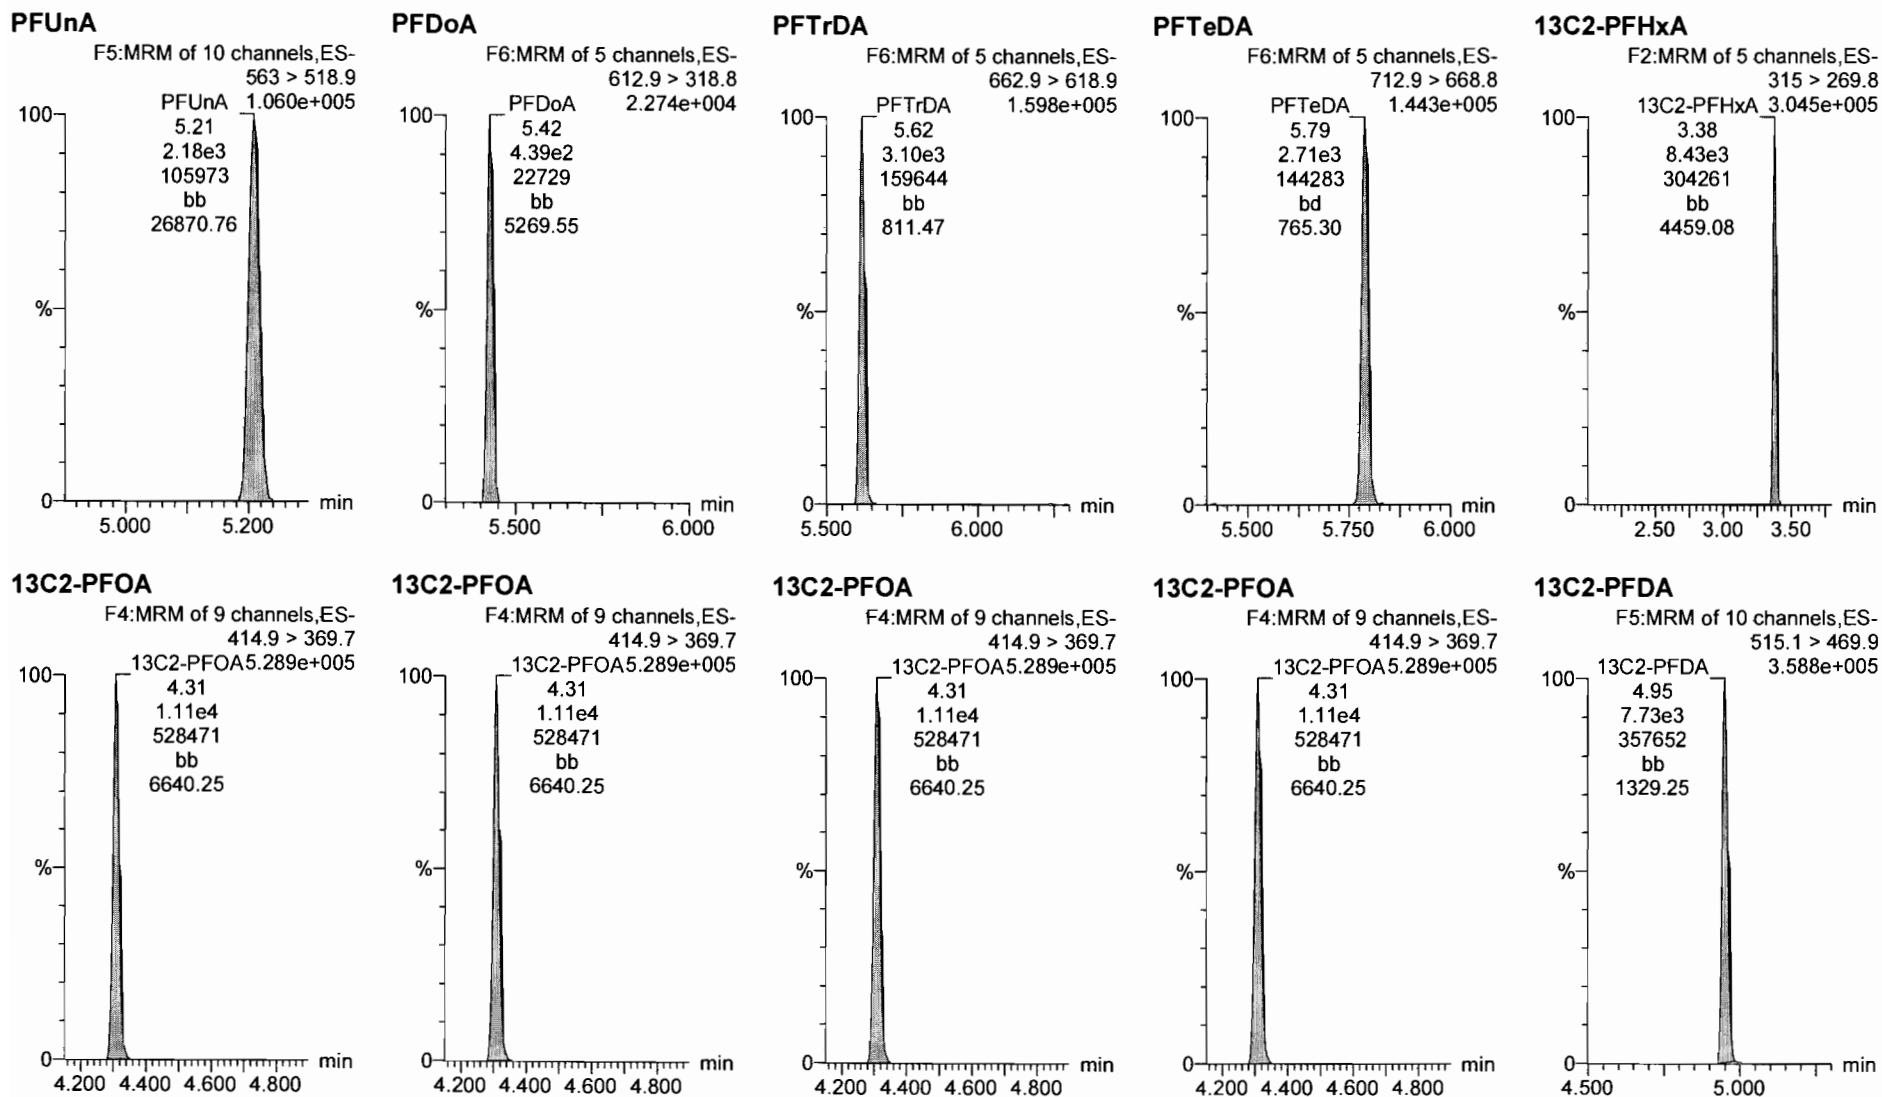 PFUnA
F5:MRM of 10 channels,ES-
563 > 518.9
PFUnA 1.060e+005
5.21
2.18e3
105973
bb
26870.76
100
%
0
min
5.000 5.200
PFDoA
F6:MRM of 5 channels,ES-
612.9 > 318.8
PFDoA 2.274e+004
5.42
4.39e2
22729
bb
5269.55
100
%
0
min
5.500 6.000
PFTrDA
F6:MRM of 5 channels,ES-
662.9 > 618.9
PFTrDA 1.598e+005
5.62
3.10e3
159644
bb
811.47
100
%
0
min
5.500 6.000
PFTeDA
F6:MRM of 5 channels,ES-
712.9 > 668.8
PFTeDA 1.443e+005
5.79
2.71e3
144283
bd
765.30
100
%
0
min
5.500 5.750 6.000
13C2-PFHxA
F2:MRM of 5 channels,ES-
315 > 269.8
13C2-PFHxA 3.045e+005
3.38
8.43e3
304261
bb
4459.08
100
%
0
min
2.50 3.00 3.50
13C2-PFOA
F4:MRM of 9 channels,ES-
414.9 > 369.7
13C2-PFOA 5.289e+005
4.31
1.11e4
528471
bb
6640.25
100
%
0
min
4.200 4.400 4.600 4.800
13C2-PFOA
F4:MRM of 9 channels,ES-
414.9 > 369.7
13C2-PFOA 5.289e+005
4.31
1.11e4
528471
bb
6640.25
100
%
0
min
4.200 4.400 4.600 4.800
13C2-PFOA
F4:MRM of 9 channels,ES-
414.9 > 369.7
13C2-PFOA 5.289e+005
4.31
1.11e4
528471
bb
6640.25
100
%
0
min
4.200 4.400 4.600 4.800
13C2-PFOA
F4:MRM of 9 channels,ES-
414.9 > 369.7
13C2-PFOA 5.289e+005
4.31
1.11e4
528471
bb
6640.25
100
%
0
min
4.200 4.400 4.600 4.800
13C2-PFDA
F5:MRM of 10 channels,ES-
515.1 > 469.9
13C2-PFDA 3.588e+005
4.95
7.73e3
357652
bb
1329.25
100
%
0
min
4.500 5.000